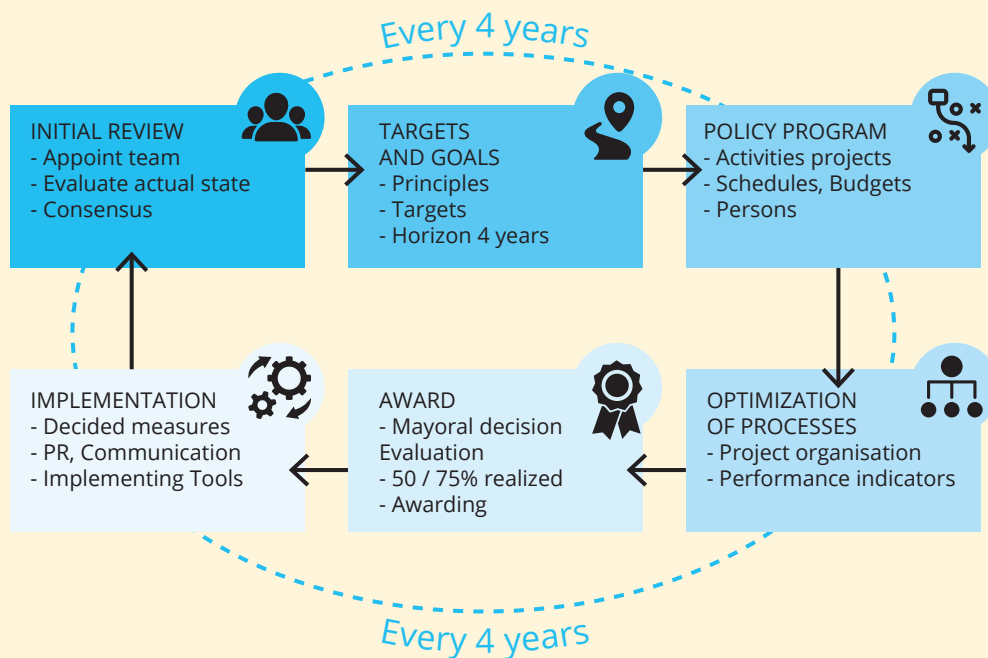 Every 4 years
INITIAL REVIEW
- Appoint team
- Evaluate actual state
- Consensus
TARGETS
AND GOALS
- Principles
- Targets
- Horizon 4 years
POLICY PROGRAM
- Activities projects
- Schedules, Budgets
- Persons
IMPLEMENTATION
- Decided measures
- PR, Communication
- Implementing Tools
AWARD
- Mayoral decision
Evaluation
- 50 / 75% realized
- Awarding
OPTIMIZATION
OF PROCESSES
- Project organisation
- Performance indicators
Every 4 years